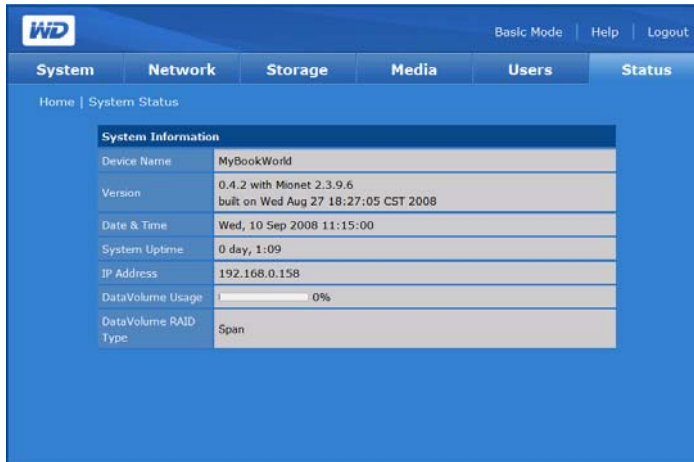 WD
Basic Mode | Help | Logout
System Network Storage Media Users Status
Home | System Status
System Information
Device Name MyBookWorld
Version 0.4.2 with Mionet 2.3.9.6
built on Wed Aug 27 18:27:05 CST 2008
Date & Time Wed, 10 Sep 2008 11:15:00
System Uptime 0 day, 1:09
IP Address 192.168.0.158
DataVolume Usage 0%
DataVolume RAID
Type Span